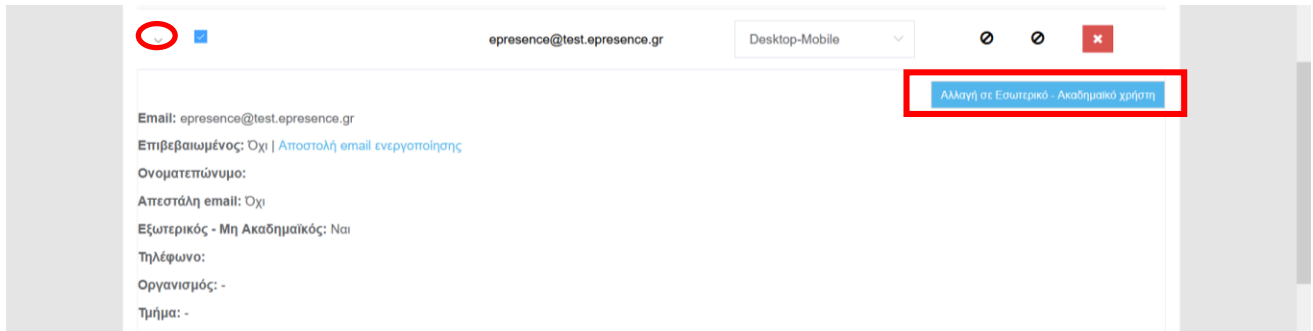 epresence@test.epresence.gr Desktop-Mobile
Αλλαγή σε Εσωτερικό - Ακαδημαϊκό χρήστη
Email: epresence@test.epresence.gr
Επιβεβαιωμένος: Όχι | Αποστολή email ενεργοποίησης
Ονοματεπώνυμο:
Απεστάλη email: Όχι
Εξωτερικός - Μη Ακαδημαϊκός: Ναι
Τηλέφωνο:
Οργανισμός: -
Τμήμα: -